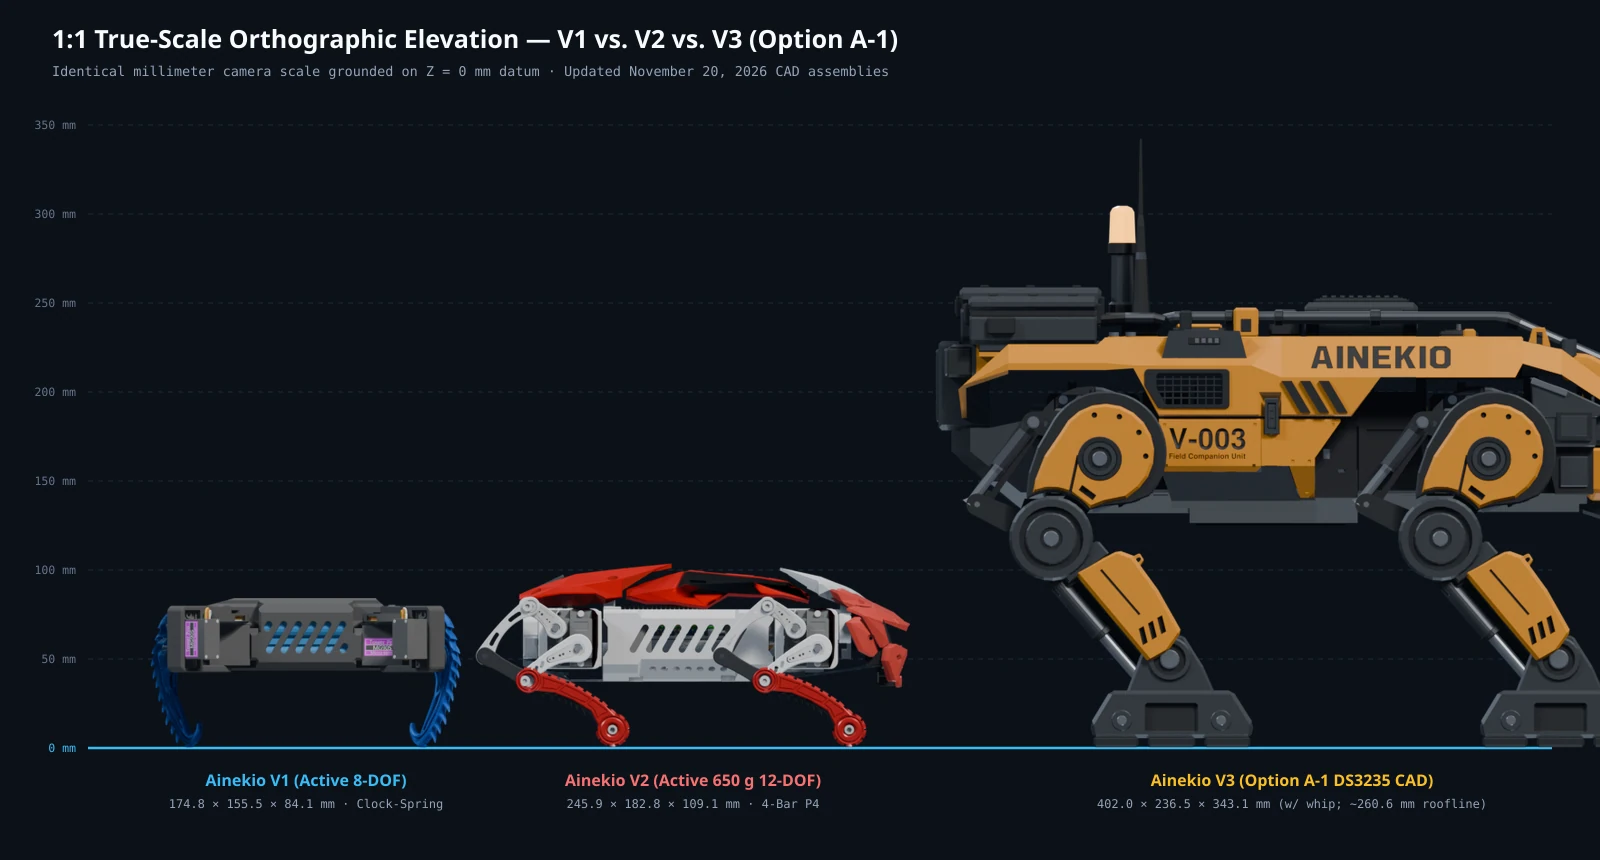 1:1 True-Scale Orthographic Elevation — V1 vs. V2 vs. V3 (Option A-1)
Identical millimeter camera scale grounded on Z = 0 mm datum · Updated November 20, 2026 CAD assemblies
350 mm
300 mm
250 mm
200 mm
150 mm
100 mm
50 mm
0 mm
AINEKIO
V-003
Field Companion Unit
Ainekio V1 (Active 8-DOF)
174.8 × 155.5 × 84.1 mm · Clock-Spring
Ainekio V2 (Active 650 g 12-DOF)
245.9 × 182.8 × 109.1 mm · 4-Bar P4
Ainekio V3 (Option A-1 DS3235 CAD)
402.0 × 236.5 × 343.1 mm (w/ whip; ~260.6 mm roofline)